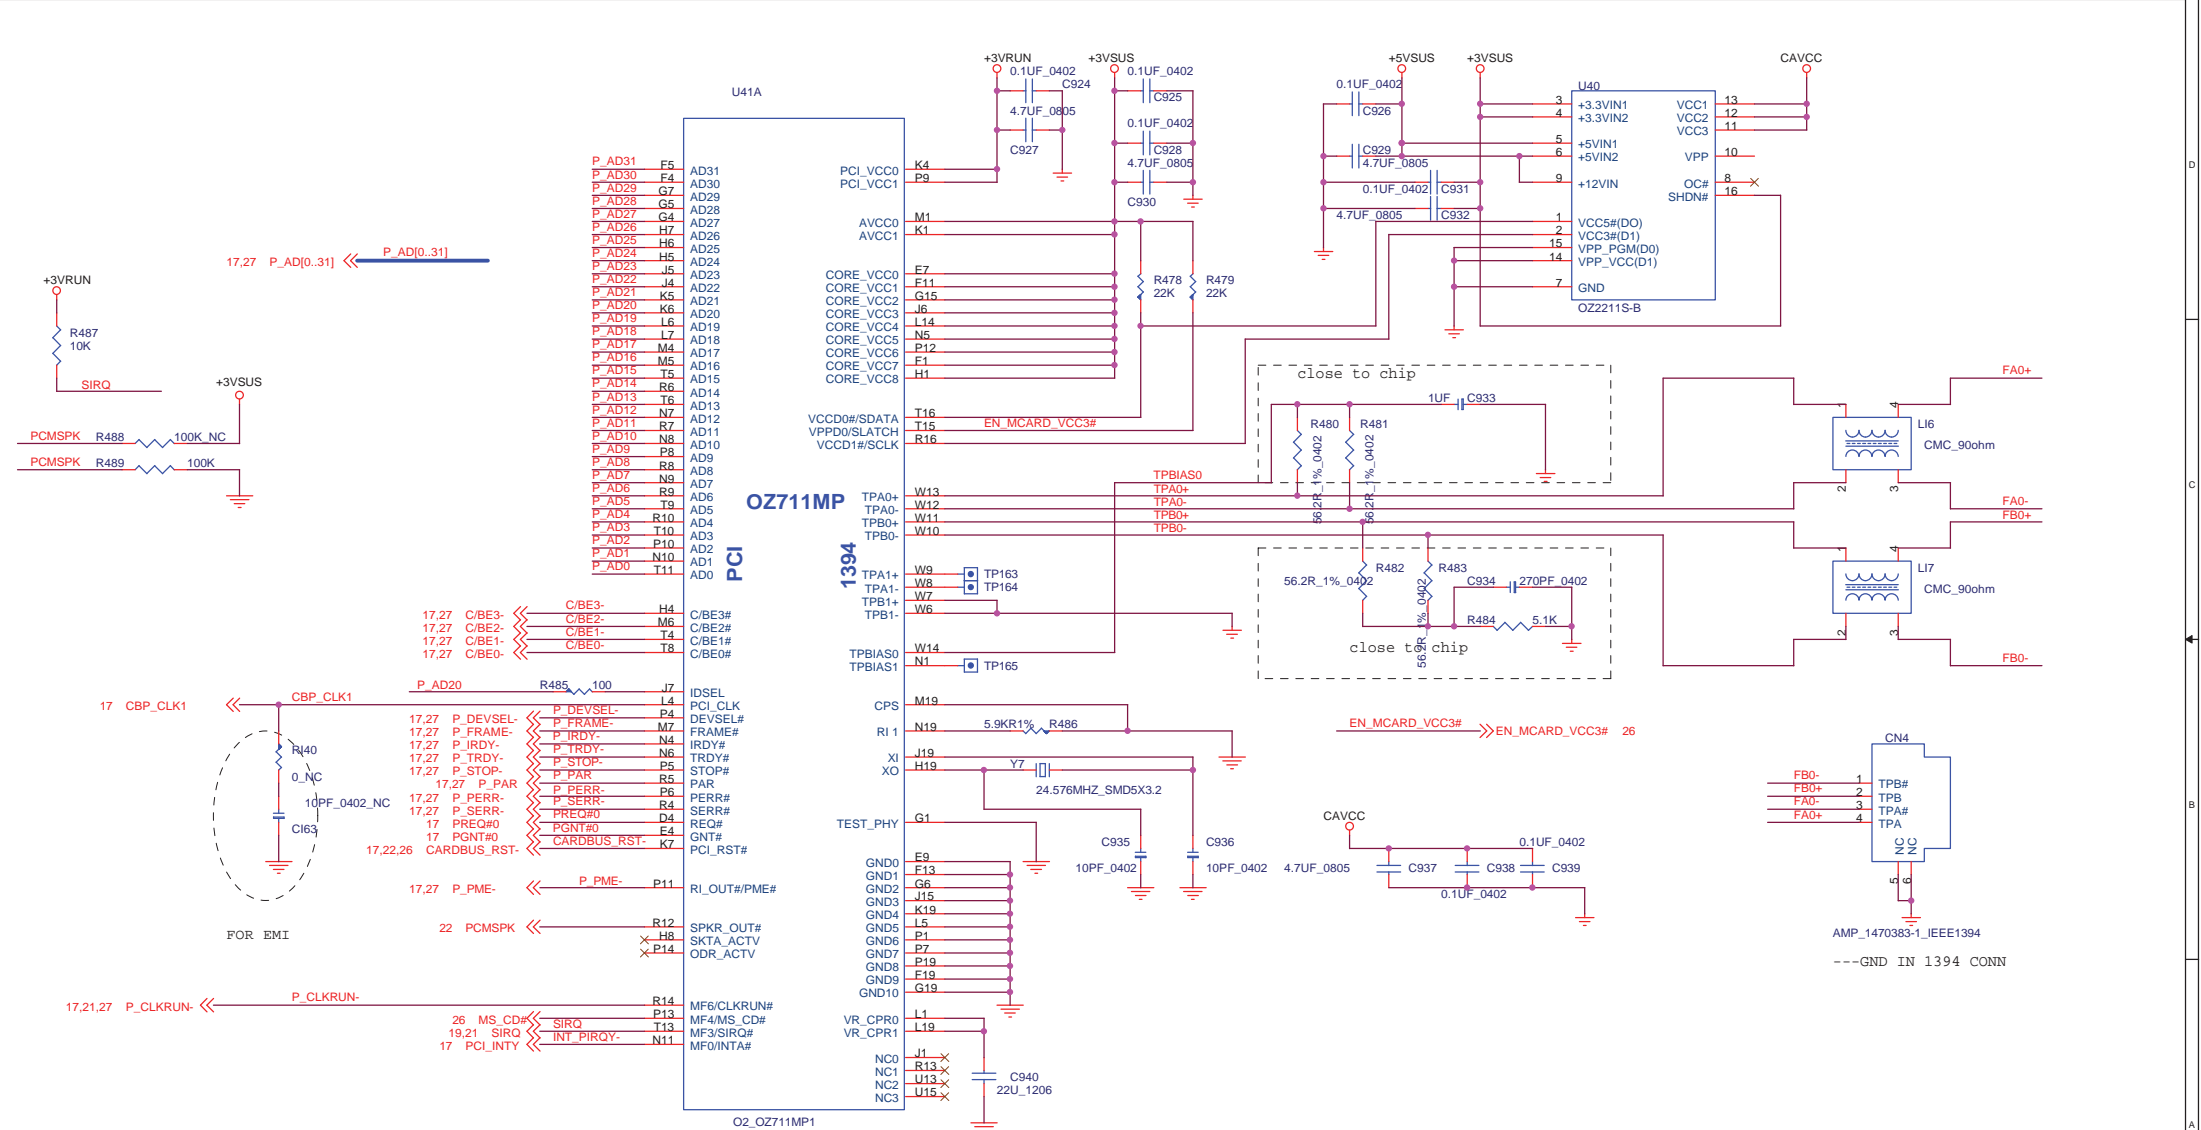 +3VRUN
+3VSUS
+5VSUS
+3VSUS
CAVCC
0.1UF_0402
C924
4.7UF_0805
C927
0.1UF_0402
C925
0.1UF_0402
C928
4.7UF_0805
C930
0.1UF_0402
C926
C929
4.7UF_0805
0.1UF_0402
C931
4.7UF_0805
C932
U40
3 +3.3VIN1
4 +3.3VIN2
5 +5VIN1
6 +5VIN2
9 +12VIN
1 VCC5#(DO)
2 VCC3#(D1)
15 VPP_PGM(D0)
14 VPP_VCC(D1)
7 GND
VCC1 13
VCC2 12
VCC3 11
VPP 10
OC# 8
SHDN# 16
OZ2211S-B
D
C
B
A
U41A
P_AD31 F5 AD31
P_AD30 F4 AD30
P_AD29 G7 AD29
P_AD28 G5 AD28
P_AD27 G4 AD27
P_AD26 H7 AD26
P_AD25 H6 AD25
P_AD24 H5 AD24
P_AD23 J5 AD23
P_AD22 J4 AD22
P_AD21 K5 AD21
P_AD20 K6 AD20
P_AD19 L6 AD19
P_AD18 L7 AD18
P_AD17 M4 AD17
P_AD16 M5 AD16
P_AD15 T5 AD15
P_AD14 R6 AD14
P_AD13 T6 AD13
P_AD12 N7 AD12
P_AD11 R7 AD11
P_AD10 N8 AD10
P_AD9 P8 AD9
P_AD8 R8 AD8
P_AD7 N9 AD7
P_AD6 R9 AD6
P_AD5 T9 AD5
P_AD4 R10 AD4
P_AD3 T10 AD3
P_AD2 P10 AD2
P_AD1 N10 AD1
P_AD0 T11 AD0
17,27 P_AD[0..31]
P_AD[0..31]
+3VRUN
R487
10K
SIRQ
+3VSUS
PCMSPK R488 100K_NC
PCMSPK R489 100K
OZ711MP
PCI
1394
17,27 C/BE3- C/BE3- H4 C/BE3#
17,27 C/BE2- C/BE2- M6 C/BE2#
17,27 C/BE1- C/BE1- T4 C/BE1#
17,27 C/BE0- C/BE0- T8 C/BE0#
P_AD20 R485 100 J7 IDSEL
17 CBP_CLK1 CBP_CLK1 L4 PCI_CLK
17,27 P_DEVSEL- P_DEVSEL- P4 DEVSEL#
17,27 P_FRAME- P_FRAME- M7 FRAME#
17,27 P_IRDY- P_IRDY- N4 IRDY#
17,27 P_TRDY- P_TRDY- N6 TRDY#
17,27 P_STOP- P_STOP- P5 STOP#
17,27 P_PAR P_PAR R5 PAR
17,27 P_PERR- P_PERR- P6 PERR#
17,27 P_SERR- P_SERR- R4 SERR#
17 PREQ#0 PREQ#0 D4 REQ#
17 PGNT#0 PGNT#0 E4 GNT#
17,22,26 CARDBUS_RST- CARDBUS_RST- K7 PCI_RST#
17,27 P_PME- P_PME- P11 RI_OUT#/PME#
22 PCMSPK R12 SPKR_OUT#
H8 SKTA_ACTV
P14 ODR_ACTV
17,21,27 P_CLKRUN- P_CLKRUN- R14 MF6/CLKRUN#
26 MS_CD# P13 MF4/MS_CD#
19,21 SIRQ SIRQ T13 MF3/SIRQ#
17 PCI_INTY INT_PIRQY- N11 MF0/INTA#
RI40
0_NC
10PF_0402_NC
CI63
FOR EMI
PCI_VCC0 K4
PCI_VCC1 P9
AVCC0 M1
AVCC1 K1
CORE_VCC0 E7
CORE_VCC1 F11
CORE_VCC2 G15
CORE_VCC3 J6
CORE_VCC4 L14
CORE_VCC5 N5
CORE_VCC6 P12
CORE_VCC7 F1
CORE_VCC8 H1
VCCD0#/SDATA T16
VPPD0/SLATCH T15 EN_MCARD_VCC3#
VCCD1#/SCLK R16
R478
22K
R479
22K
TPA0+ W13
TPA0- W12
TPB0+ W11
TPB0- W10
TPBIAS0
TPA0+
TPA0-
TPB0+
TPB0-
TPA1+ W9 TP163
TPA1- W8 TP164
TPB1+ W7
TPB1- W6
TPBIAS0 W14
TPBIAS1 N1 TP165
CPS M19
RI 1 N19 5.9KR1% R486
XI J19
XO H19 Y7
24.576MHZ_SMD5X3.2
TEST_PHY G1
C935
10PF_0402
C936
10PF_0402
GND0 E9
GND1 F13
GND2 G6
GND3 J15
GND4 K19
GND5 L5
GND6 P1
GND7 P7
GND8 P19
GND9 F19
GND10 G19
VR_CPR0 L1
VR_CPR1 L19
NC0 J1
NC1 R13
NC2 U13
NC3 U15
C940
22U_1206
O2_OZ711MP1
close to chip
1UF C933
R480
56.2R_1%_0402
R481
56.2R_1%_0402
R482
56.2R_1%_0402
R483
56.2R_1%_0402
C934 270PF_0402
R484 5.1K
close to chip
EN_MCARD_VCC3# EN_MCARD_VCC3# 26
CAVCC
4.7UF_0805 C937
C938
0.1UF_0402
0.1UF_0402
C939
FA0+
1 4
LI6
CMC_90ohm
2 3
FA0-
FB0+
1 4
LI7
CMC_90ohm
2 3
FB0-
CN4
FB0- 1 TPB#
FB0+ 2 TPB
FA0- 3 TPA#
FA0+ 4 TPA
NC NC
5 6
AMP_1470383-1_IEEE1394
---GND IN 1394 CONN